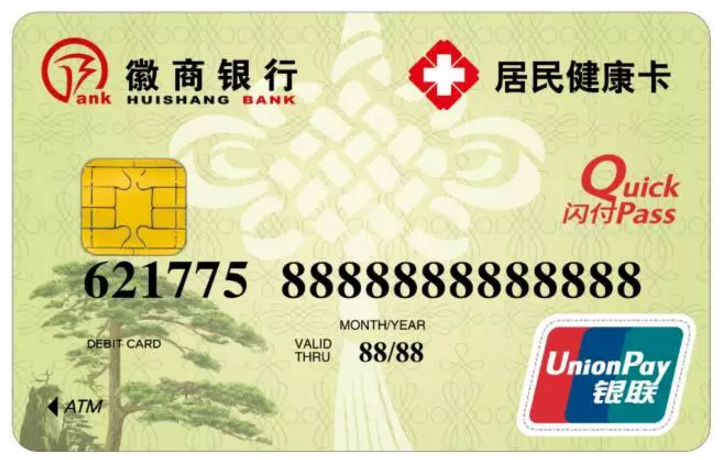 Bank 徽商银行
HUISHANG BANK
居民健康卡
Quick
闪付Pass
621775 8888888888888
MONTH/YEAR
DEBIT CARD VALID THRU 88/88
ATM
UnionPay
银联